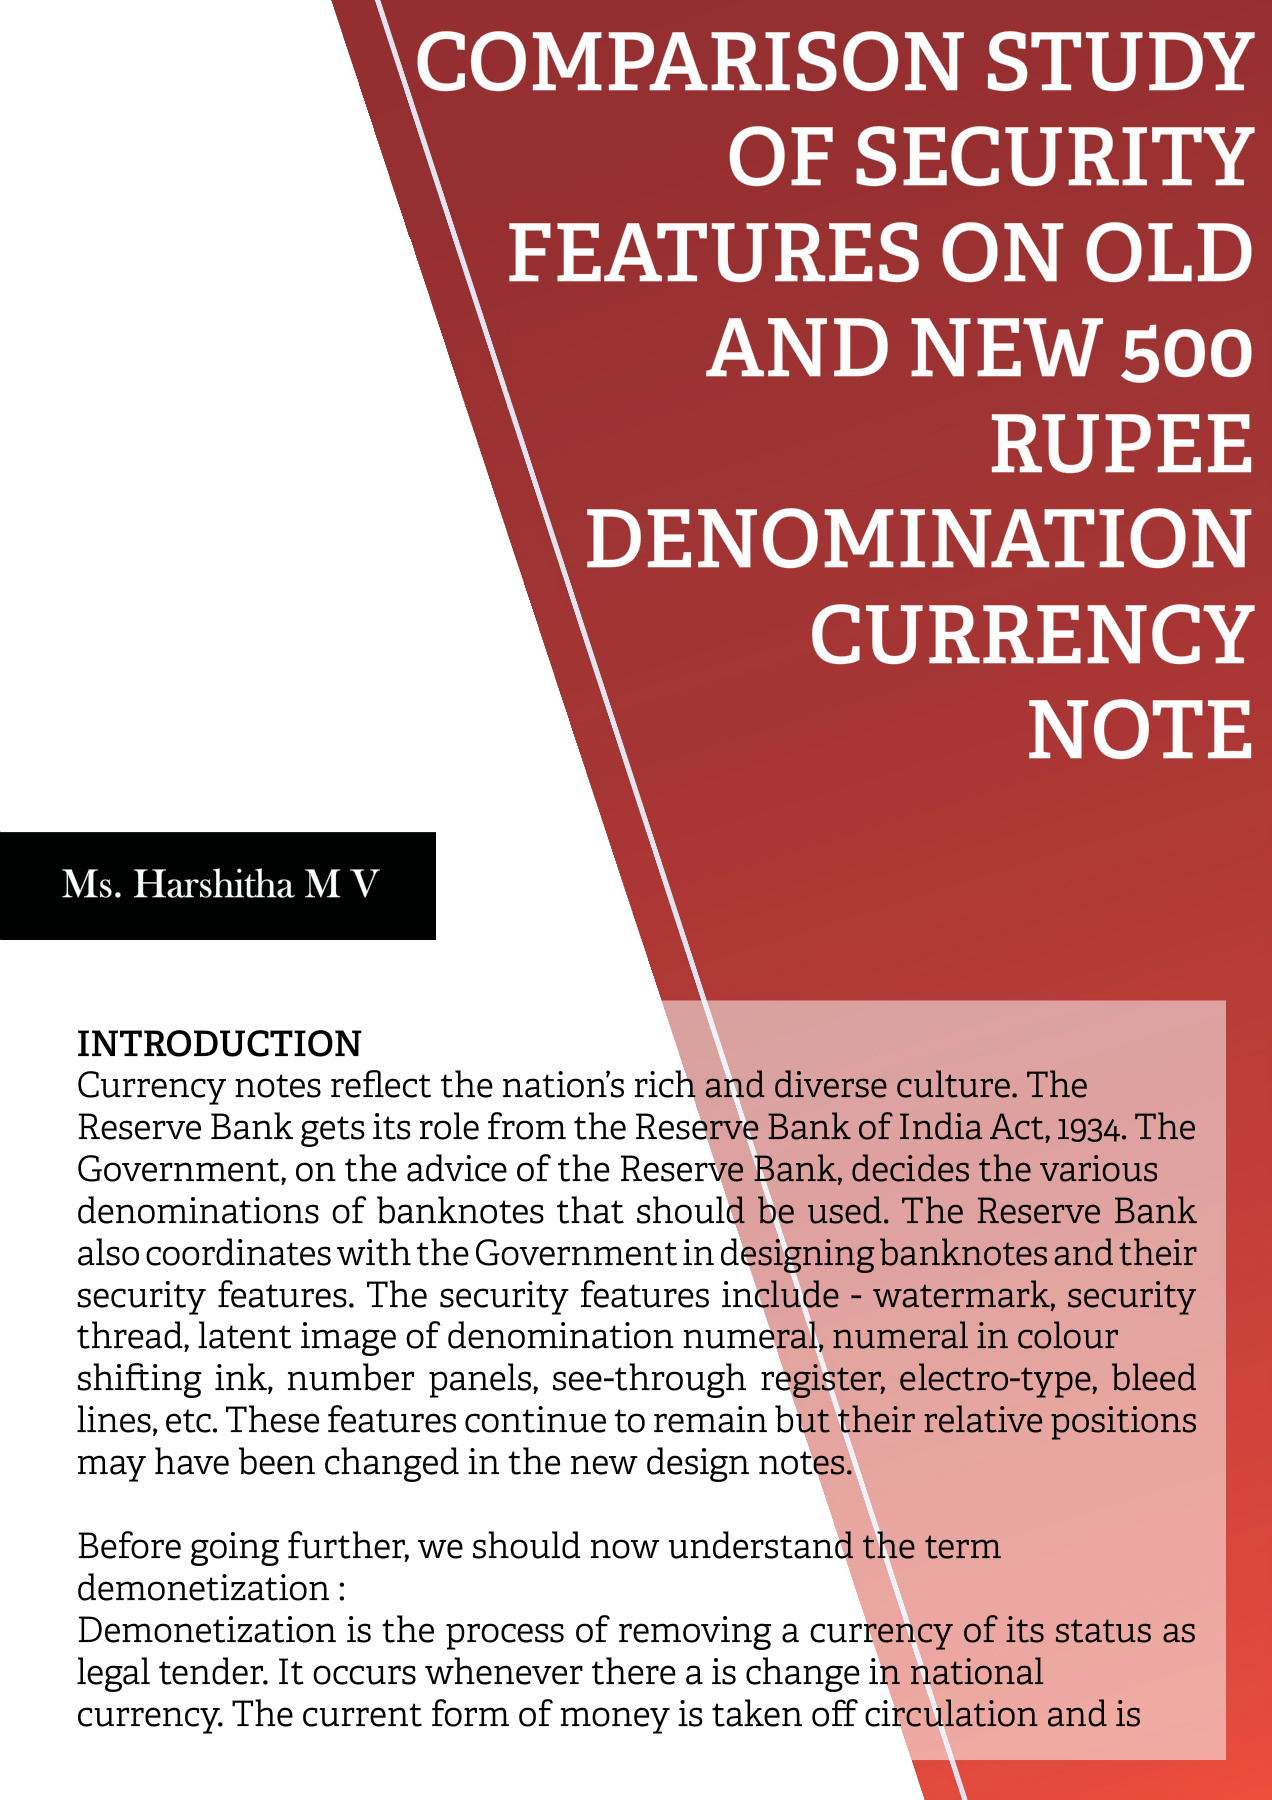 COMPARISON STUDY
OF SECURITY
FEATURES ON OLD
AND NEW 500
RUPEE
DENOMINATION
CURRENCY
NOTE
Ms. Harshitha M V
INTRODUCTION
Currency notes reflect the nation’s rich and diverse culture. The
Reserve Bank gets its role from the Reserve Bank of India Act, 1934. The
Government, on the advice of the Reserve Bank, decides the various
denominations of banknotes that should be used. The Reserve Bank
also coordinates with the Government in designing banknotes and their
security features. The security features include - watermark, security
thread, latent image of denomination numeral, numeral in colour
shifting ink, number panels, see-through register, electro-type, bleed
lines, etc. These features continue to remain but their relative positions
may have been changed in the new design notes.
Before going further, we should now understand the term
demonetization :
Demonetization is the process of removing a currency of its status as
legal tender. It occurs whenever there a is change in national
currency. The current form of money is taken off circulation and is